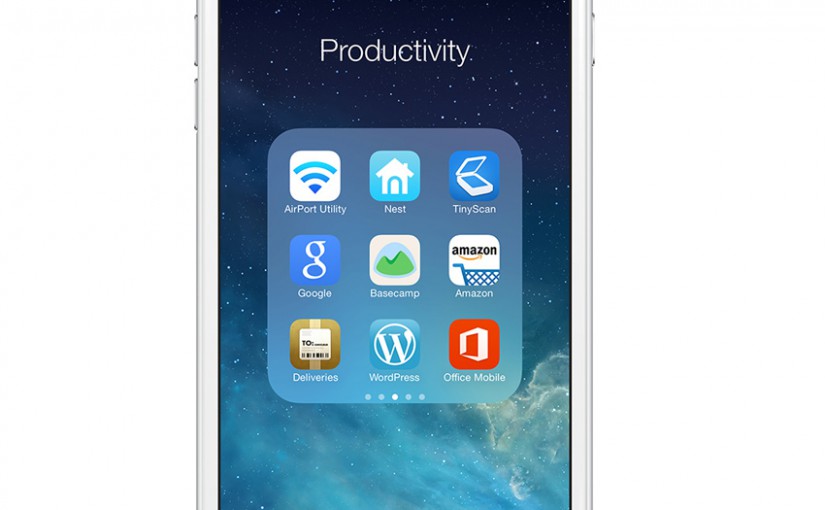 Productivity
AirPort Utility
Nest
TinyScan
g
Google
Basecamp
amazon
Amazon
TO:
Deliveries
W
WordPress
Office Mobile